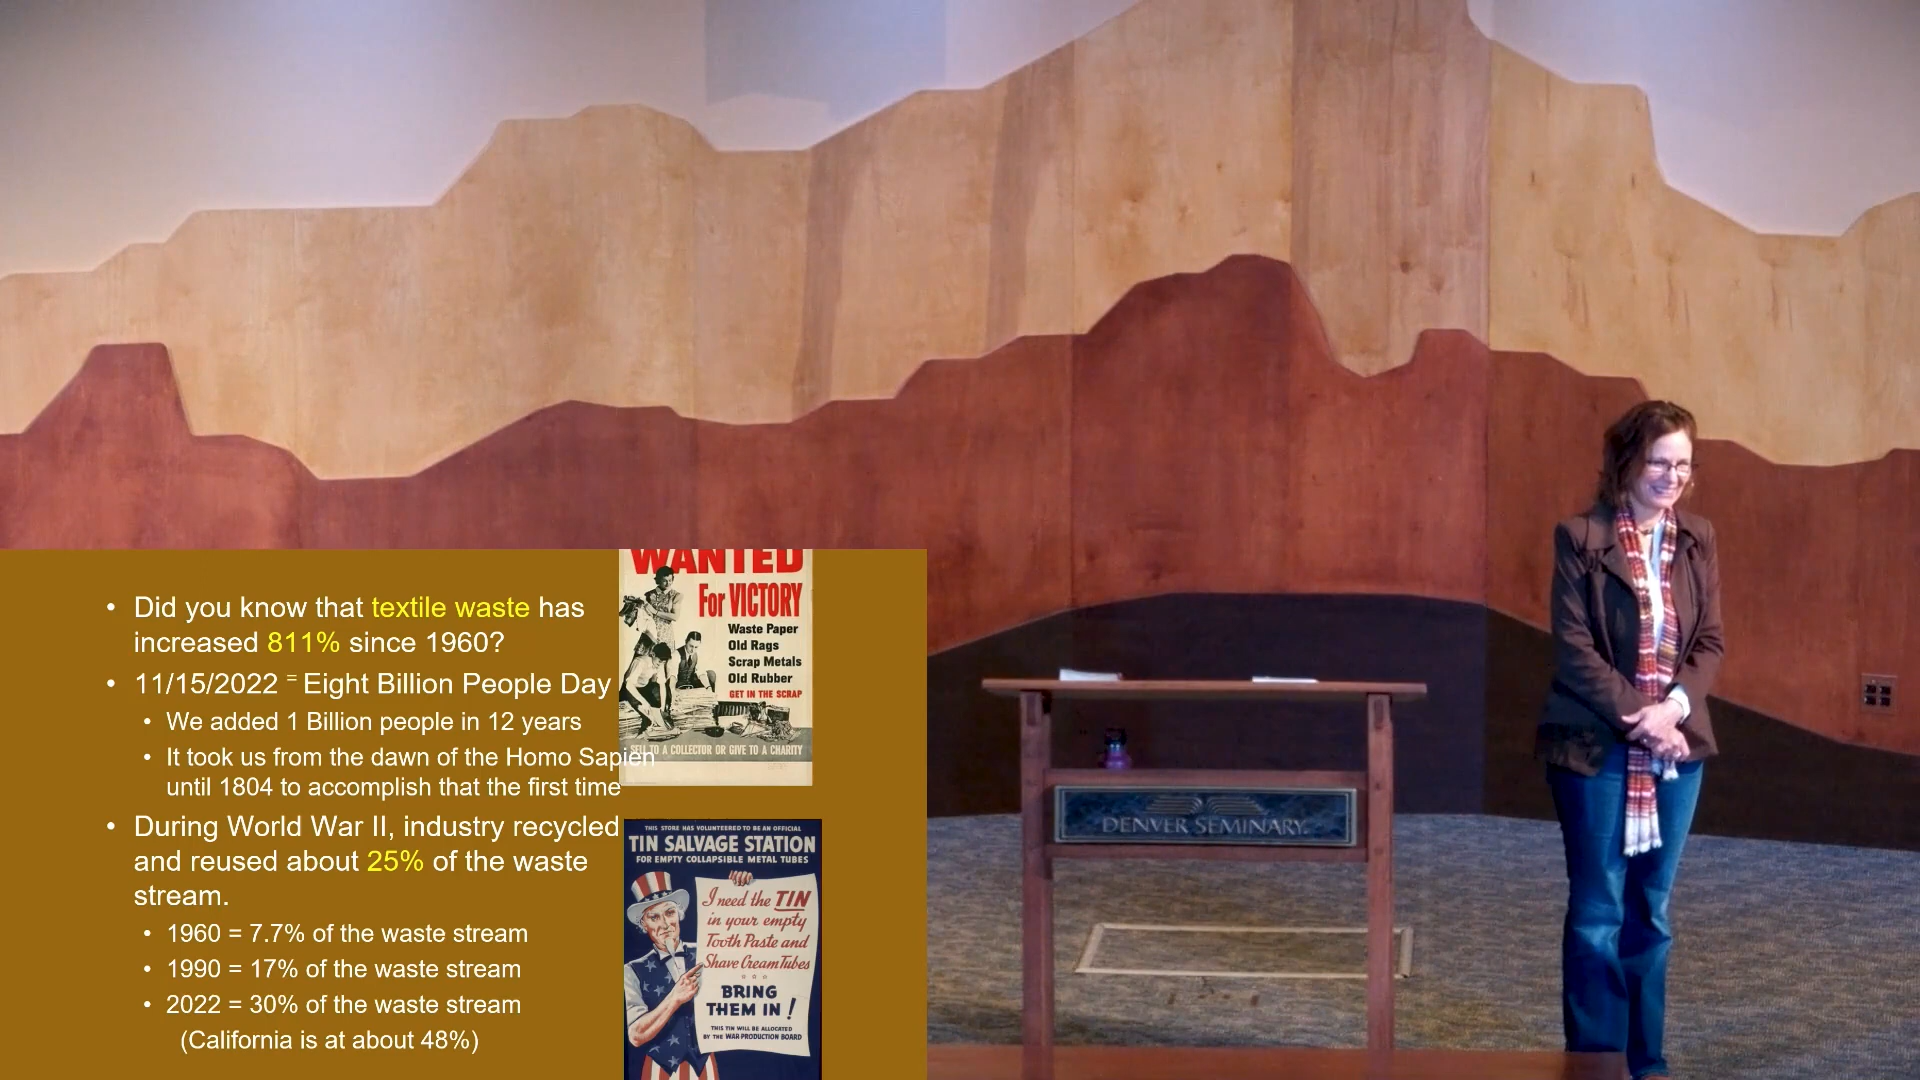 • Did you know that textile waste has
increased 811% since 1960?
• 11/15/2022 = Eight Billion People Day
• We added 1 Billion people in 12 years
• It took us from the dawn of the Homo Sapien
until 1804 to accomplish that the first time
• During World War II, industry recycled
and reused about 25% of the waste
stream.
• 1960 = 7.7% of the waste stream
• 1990 = 17% of the waste stream
• 2022 = 30% of the waste stream
(California is at about 48%)
WANTED
For VICTORY
Waste Paper
Old Rags
Scrap Metals
Old Rubber
GET IN THE SCRAP
SELL TO A COLLECTOR OR GIVE TO A CHARITY
THIS STORE HAS VOLUNTEERED TO BE AN OFFICIAL
TIN SALVAGE STATION
FOR EMPTY COLLAPSIBLE METAL TUBES
I need the TIN
in your empty
Tooth Paste and
Shave Cream Tubes
BRING
THEM IN!
THIS TIN WILL BE ALLOCATED
BY THE WAR PRODUCTION BOARD
DENVER SEMINARY